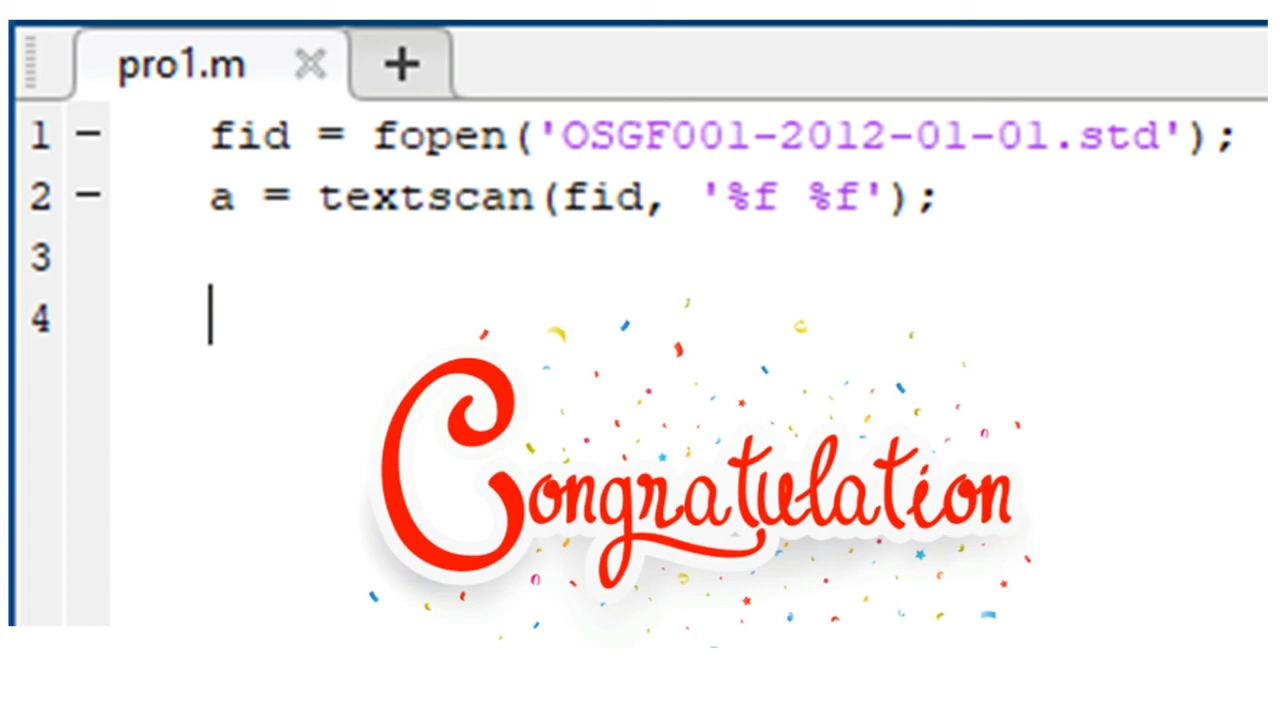 pro1.m
1 - fid = fopen('OSGF001-2012-01-01.std');
2 - a = textscan(fid, '%f %f');
3
4
Congratulation